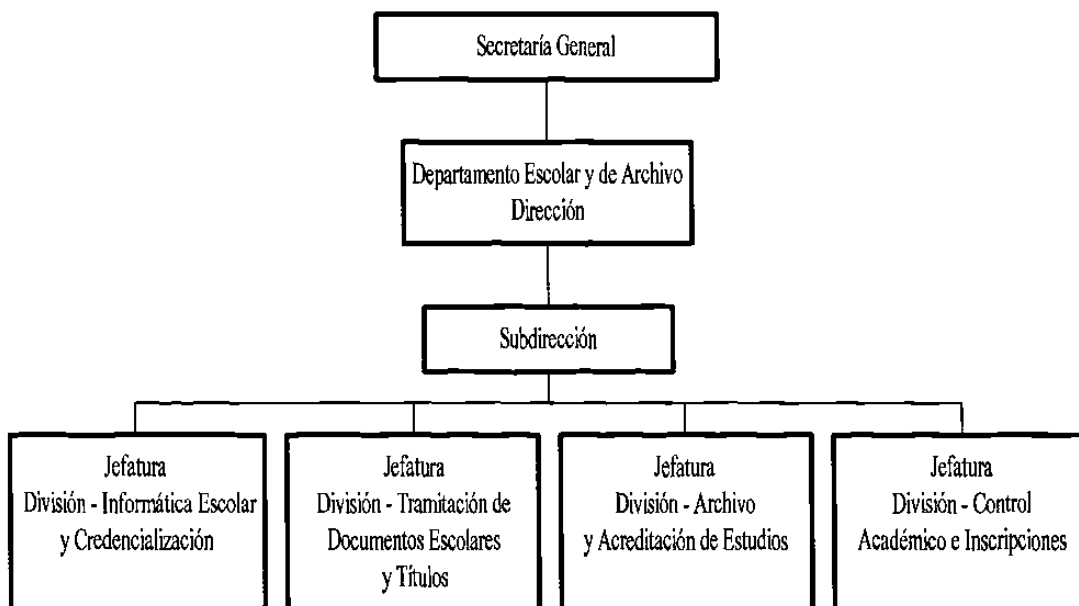 Secretaría General
Departamento Escolar y de Archivo
Dirección
Subdirección
Jefatura
División - Informática Escolar
y Credencialización
Jefatura
División - Tramitación de
Documentos Escolares
y Títulos
Jefatura
División - Archivo
y Acreditación de Estudios
Jefatura
División - Control
Académico e Inscripciones